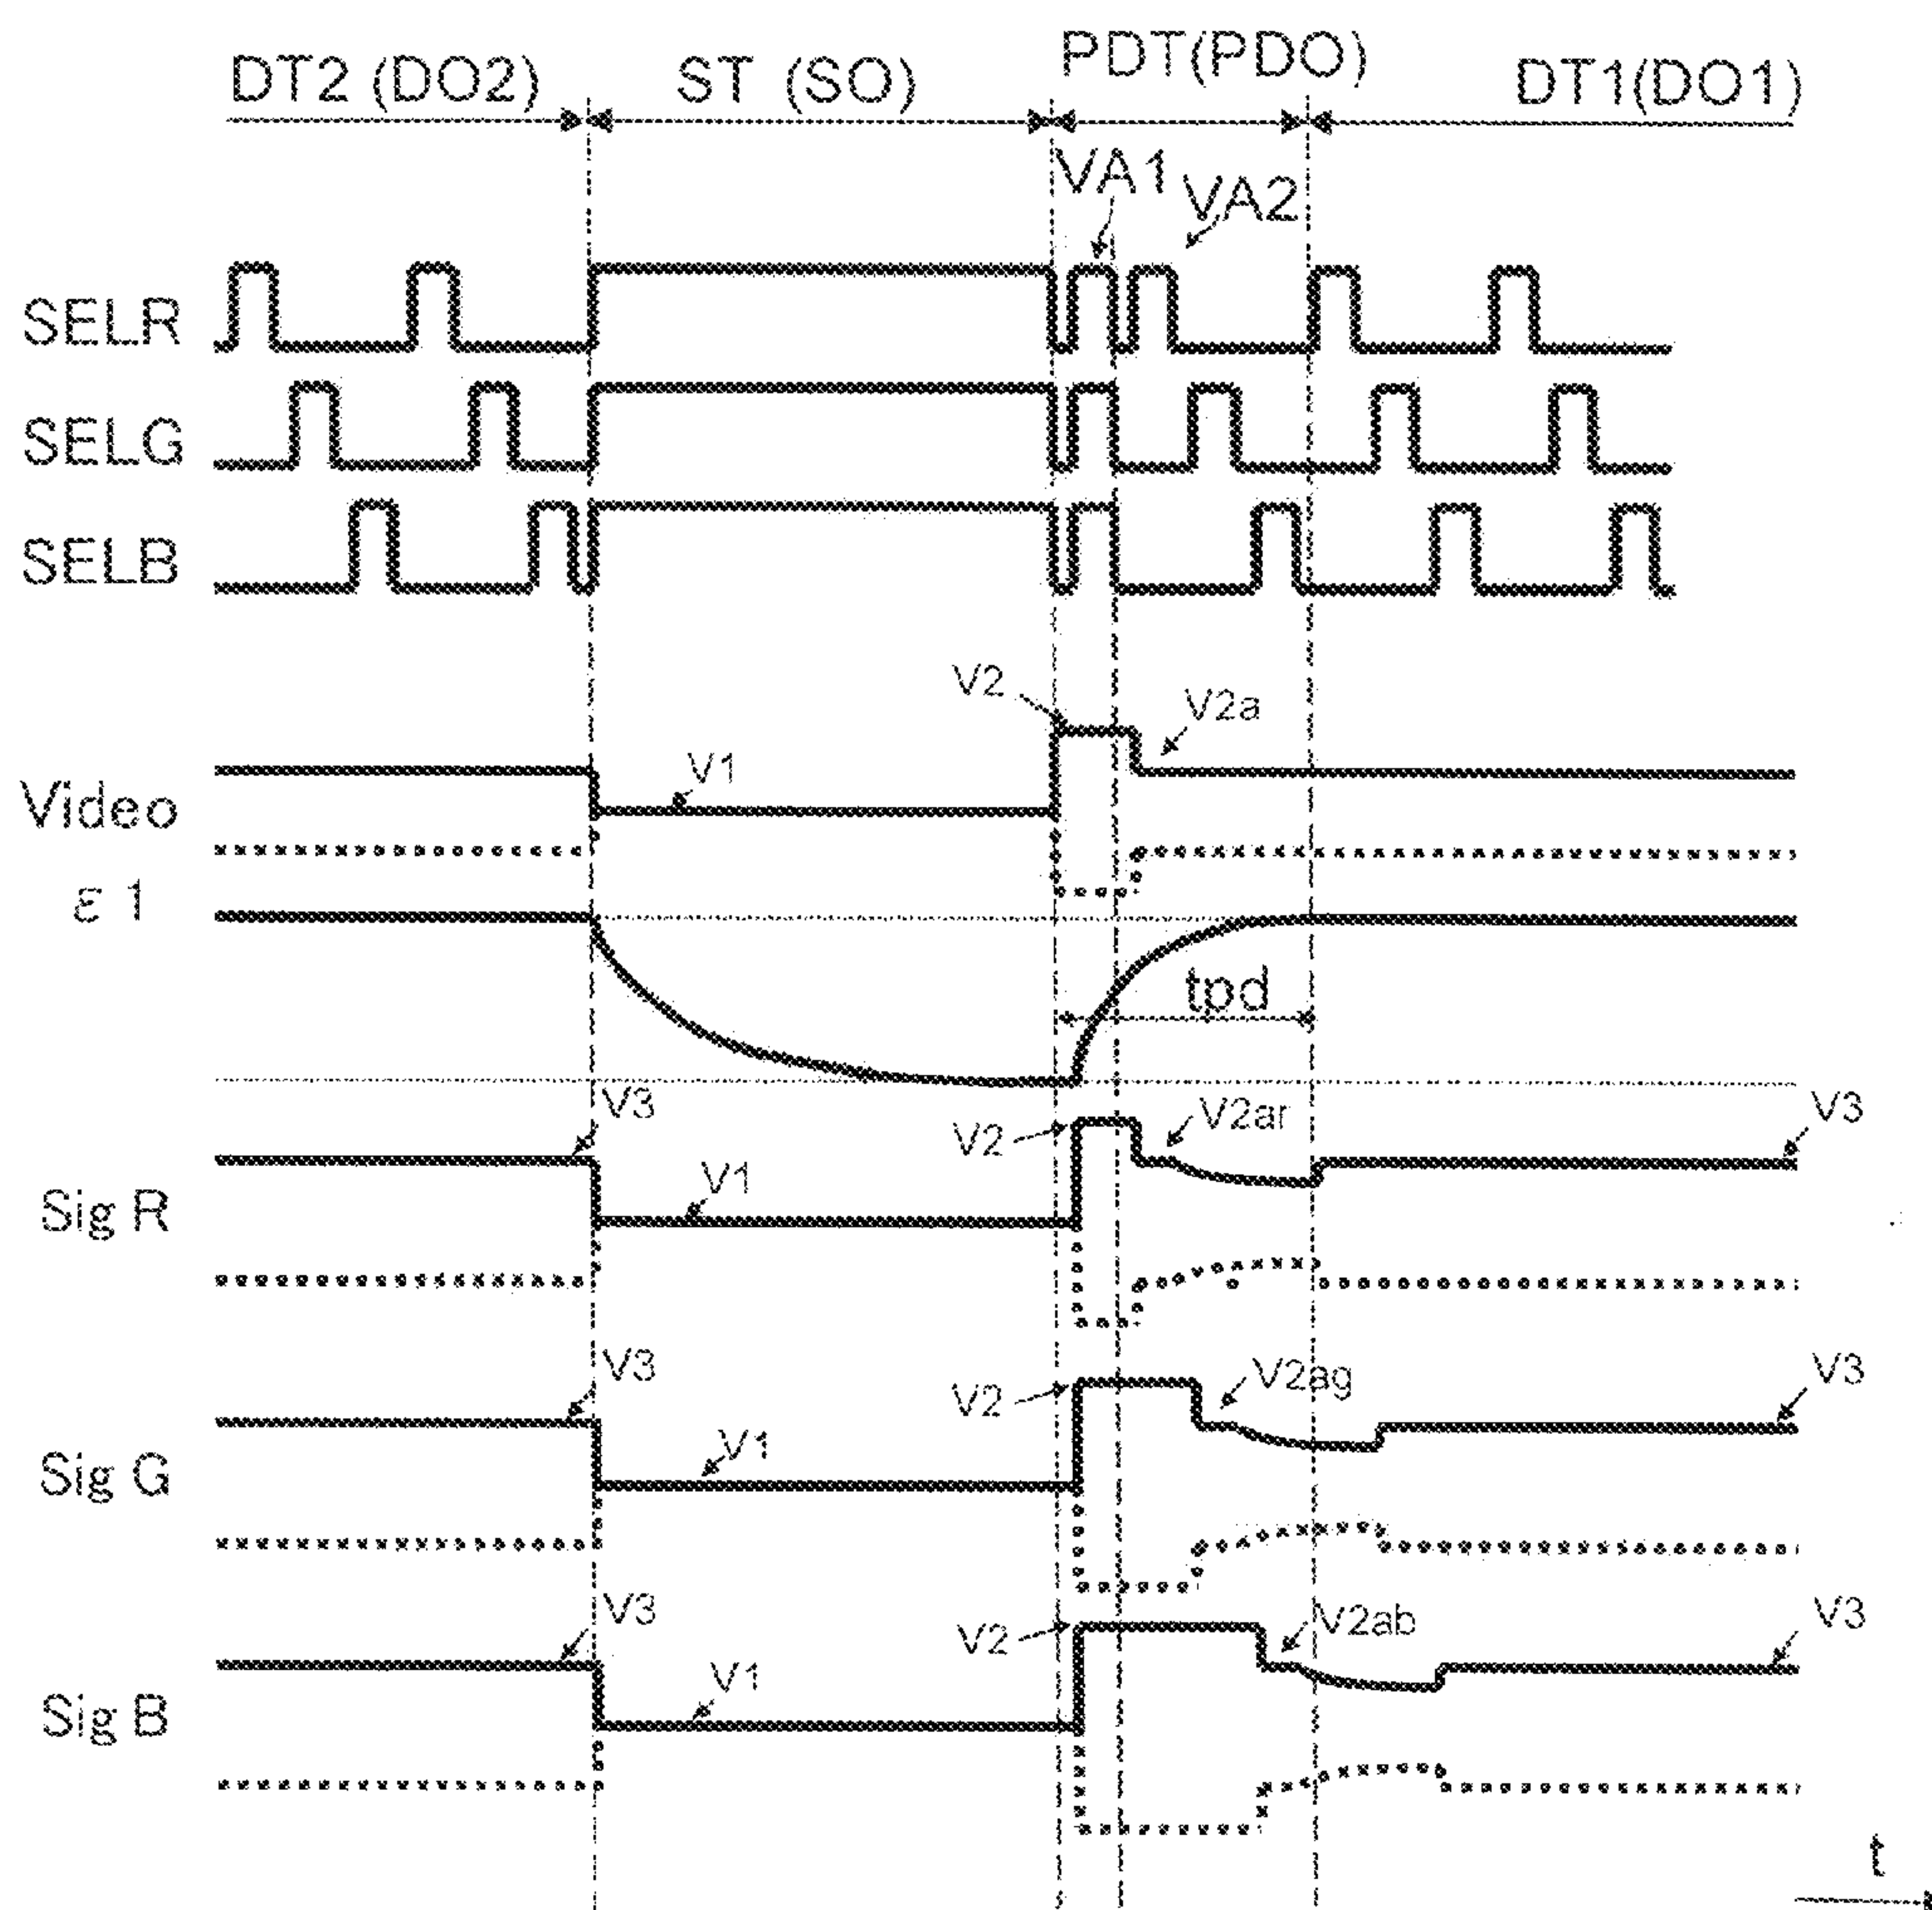 DT2 (DO2) ST (SO) PDT(PDO) DT1(DO1)
VA1 VA2
SELR
SELG
SELB
V2 V2a
Video V1
ε 1
tpd
V3 V2 V2ar V3
Sig R V1
V3 V2 V2ag V3
Sig G V1
V3 V2 V2ab V3
Sig B V1
t